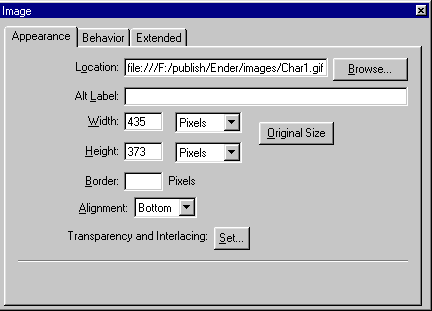 Image
Appearance Behavior Extended
Location: file:///F:/publish/Ender/images/Char1.gif Browse...
Alt Label:
Width: 435 Pixels
Original Size
Height: 373 Pixels
Border: Pixels
Alignment: Bottom
Transparency and Interlacing: Set...